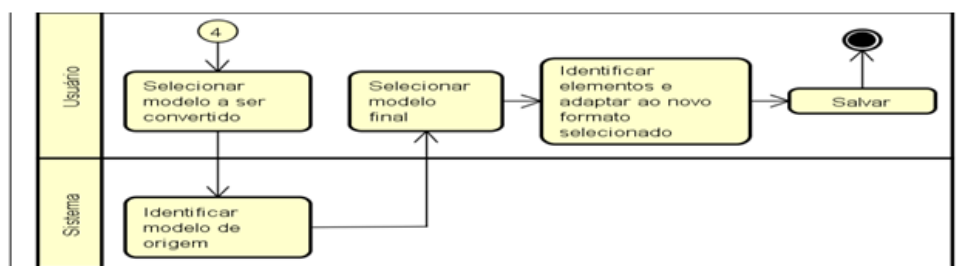 Usuário
4
Selecionar
modelo a ser
convertido
Selecionar
modelo
final
Identificar
elementos e
adaptar ao novo
formato
selecionado
Salvar
Sistema
Identificar
modelo de
origem